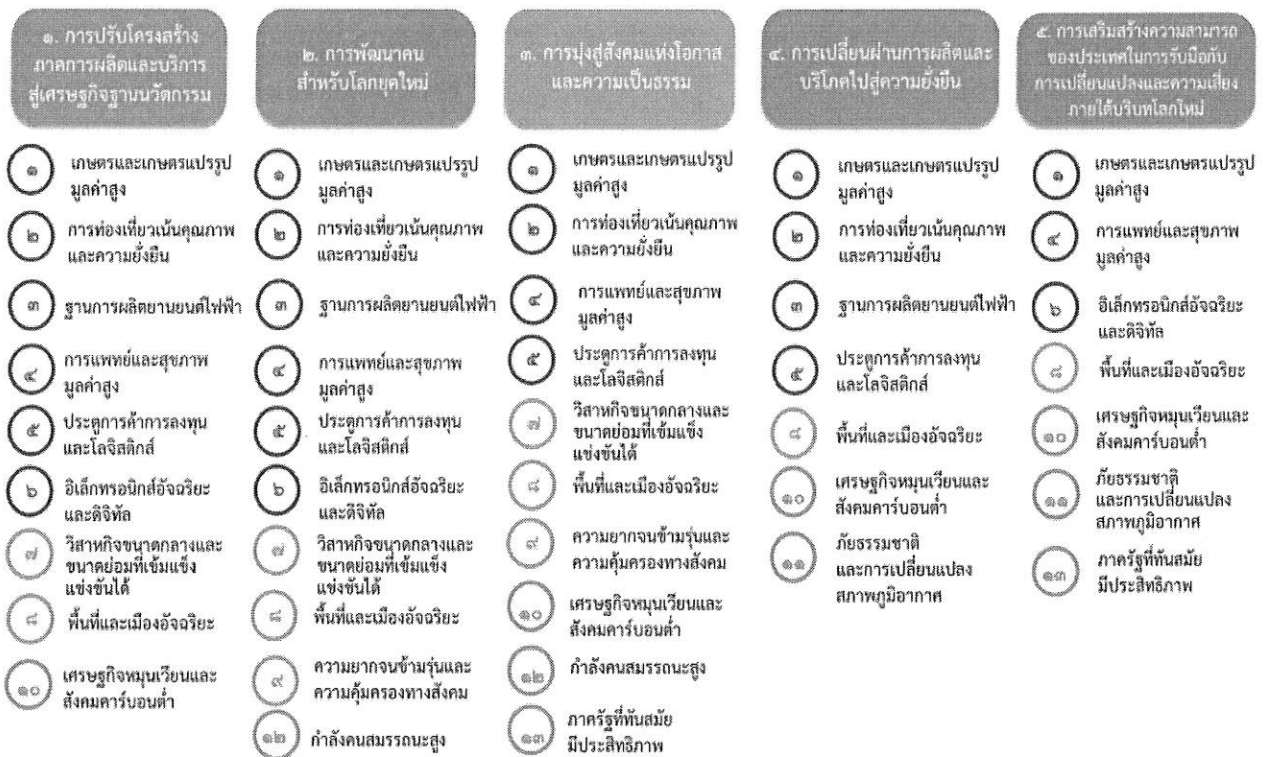 ๑. การปรับโครงสร้าง
ภาคการผลิตและบริการ
สู่เศรษฐกิจฐานนวัตกรรม
๑
เกษตรและเกษตรแปรรูป
มูลค่าสูง
๒
การท่องเที่ยวเน้นคุณภาพ
และความยั่งยืน
๓
ฐานการผลิตยานยนต์ไฟฟ้า
๔
การแพทย์และสุขภาพ
มูลค่าสูง
๕
ประตูการค้าการลงทุน
และโลจิสติกส์
๖
อิเล็กทรอนิกส์อัจฉริยะ
และดิจิทัล
๗
วิสาหกิจขนาดกลางและ
ขนาดย่อมที่เข้มแข็ง
แข่งขันได้
๘
พื้นที่และเมืองอัจฉริยะ
๑๐
เศรษฐกิจหมุนเวียนและ
สังคมคาร์บอนต่ำ
๒. การพัฒนาคน
สำหรับโลกยุคใหม่
๑
เกษตรและเกษตรแปรรูป
มูลค่าสูง
๒
การท่องเที่ยวเน้นคุณภาพ
และความยั่งยืน
๓
ฐานการผลิตยานยนต์ไฟฟ้า
๔
การแพทย์และสุขภาพ
มูลค่าสูง
๕
ประตูการค้าการลงทุน
และโลจิสติกส์
๖
อิเล็กทรอนิกส์อัจฉริยะ
และดิจิทัล
๗
วิสาหกิจขนาดกลางและ
ขนาดย่อมที่เข้มแข็ง
แข่งขันได้
๘
พื้นที่และเมืองอัจฉริยะ
๙
ความยากจนข้ามรุ่นและ
ความคุ้มครองทางสังคม
๑๒
กำลังคนสมรรถนะสูง
๓. การมุ่งสู่สังคมแห่งโอกาส
และความเป็นธรรม
๑
เกษตรและเกษตรแปรรูป
มูลค่าสูง
๒
การท่องเที่ยวเน้นคุณภาพ
และความยั่งยืน
๔
การแพทย์และสุขภาพ
มูลค่าสูง
๕
ประตูการค้าการลงทุน
และโลจิสติกส์
๗
วิสาหกิจขนาดกลางและ
ขนาดย่อมที่เข้มแข็ง
แข่งขันได้
๘
พื้นที่และเมืองอัจฉริยะ
๙
ความยากจนข้ามรุ่นและ
ความคุ้มครองทางสังคม
๑๐
เศรษฐกิจหมุนเวียนและ
สังคมคาร์บอนต่ำ
๑๒
กำลังคนสมรรถนะสูง
๑๓
ภาครัฐที่ทันสมัย
มีประสิทธิภาพ
๔. การเปลี่ยนผ่านการผลิตและ
บริโภคไปสู่ความยั่งยืน
๑
เกษตรและเกษตรแปรรูป
มูลค่าสูง
๒
การท่องเที่ยวเน้นคุณภาพ
และความยั่งยืน
๓
ฐานการผลิตยานยนต์ไฟฟ้า
๕
ประตูการค้าการลงทุน
และโลจิสติกส์
๘
พื้นที่และเมืองอัจฉริยะ
๑๐
เศรษฐกิจหมุนเวียนและ
สังคมคาร์บอนต่ำ
๑๑
ภัยธรรมชาติ
และการเปลี่ยนแปลง
สภาพภูมิอากาศ
๕. การเสริมสร้างความสามารถ
ของประเทศในการรับมือกับ
การเปลี่ยนแปลงและความเสี่ยง
ภายใต้บริบทโลกใหม่
๑
เกษตรและเกษตรแปรรูป
มูลค่าสูง
๔
การแพทย์และสุขภาพ
มูลค่าสูง
๖
อิเล็กทรอนิกส์อัจฉริยะ
และดิจิทัล
๘
พื้นที่และเมืองอัจฉริยะ
๑๐
เศรษฐกิจหมุนเวียนและ
สังคมคาร์บอนต่ำ
๑๑
ภัยธรรมชาติ
และการเปลี่ยนแปลง
สภาพภูมิอากาศ
๑๓
ภาครัฐที่ทันสมัย
มีประสิทธิภาพ